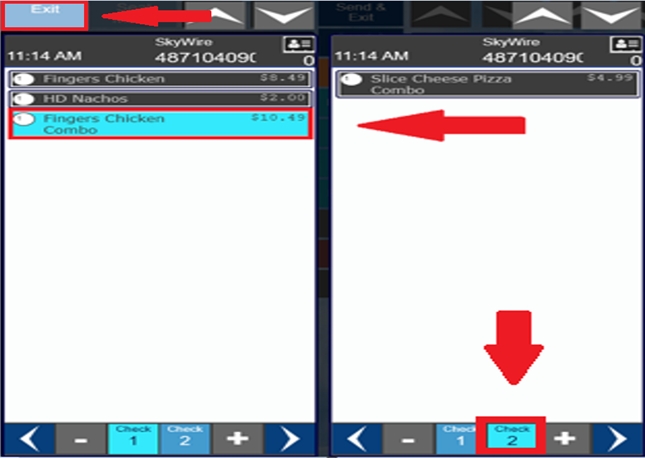 Exit
SkyWire
11:14 AM 48710409
0
1 Fingers Chicken $8.49
1 HD Nachos $2.00
1 Fingers Chicken $10.49
Combo
-
Check
1
Check
2
+
Send &
Exit
SkyWire
11:14 AM 48710409
0
1 Slice Cheese Pizza $4.99
Combo
-
Check
1
Check
2
+